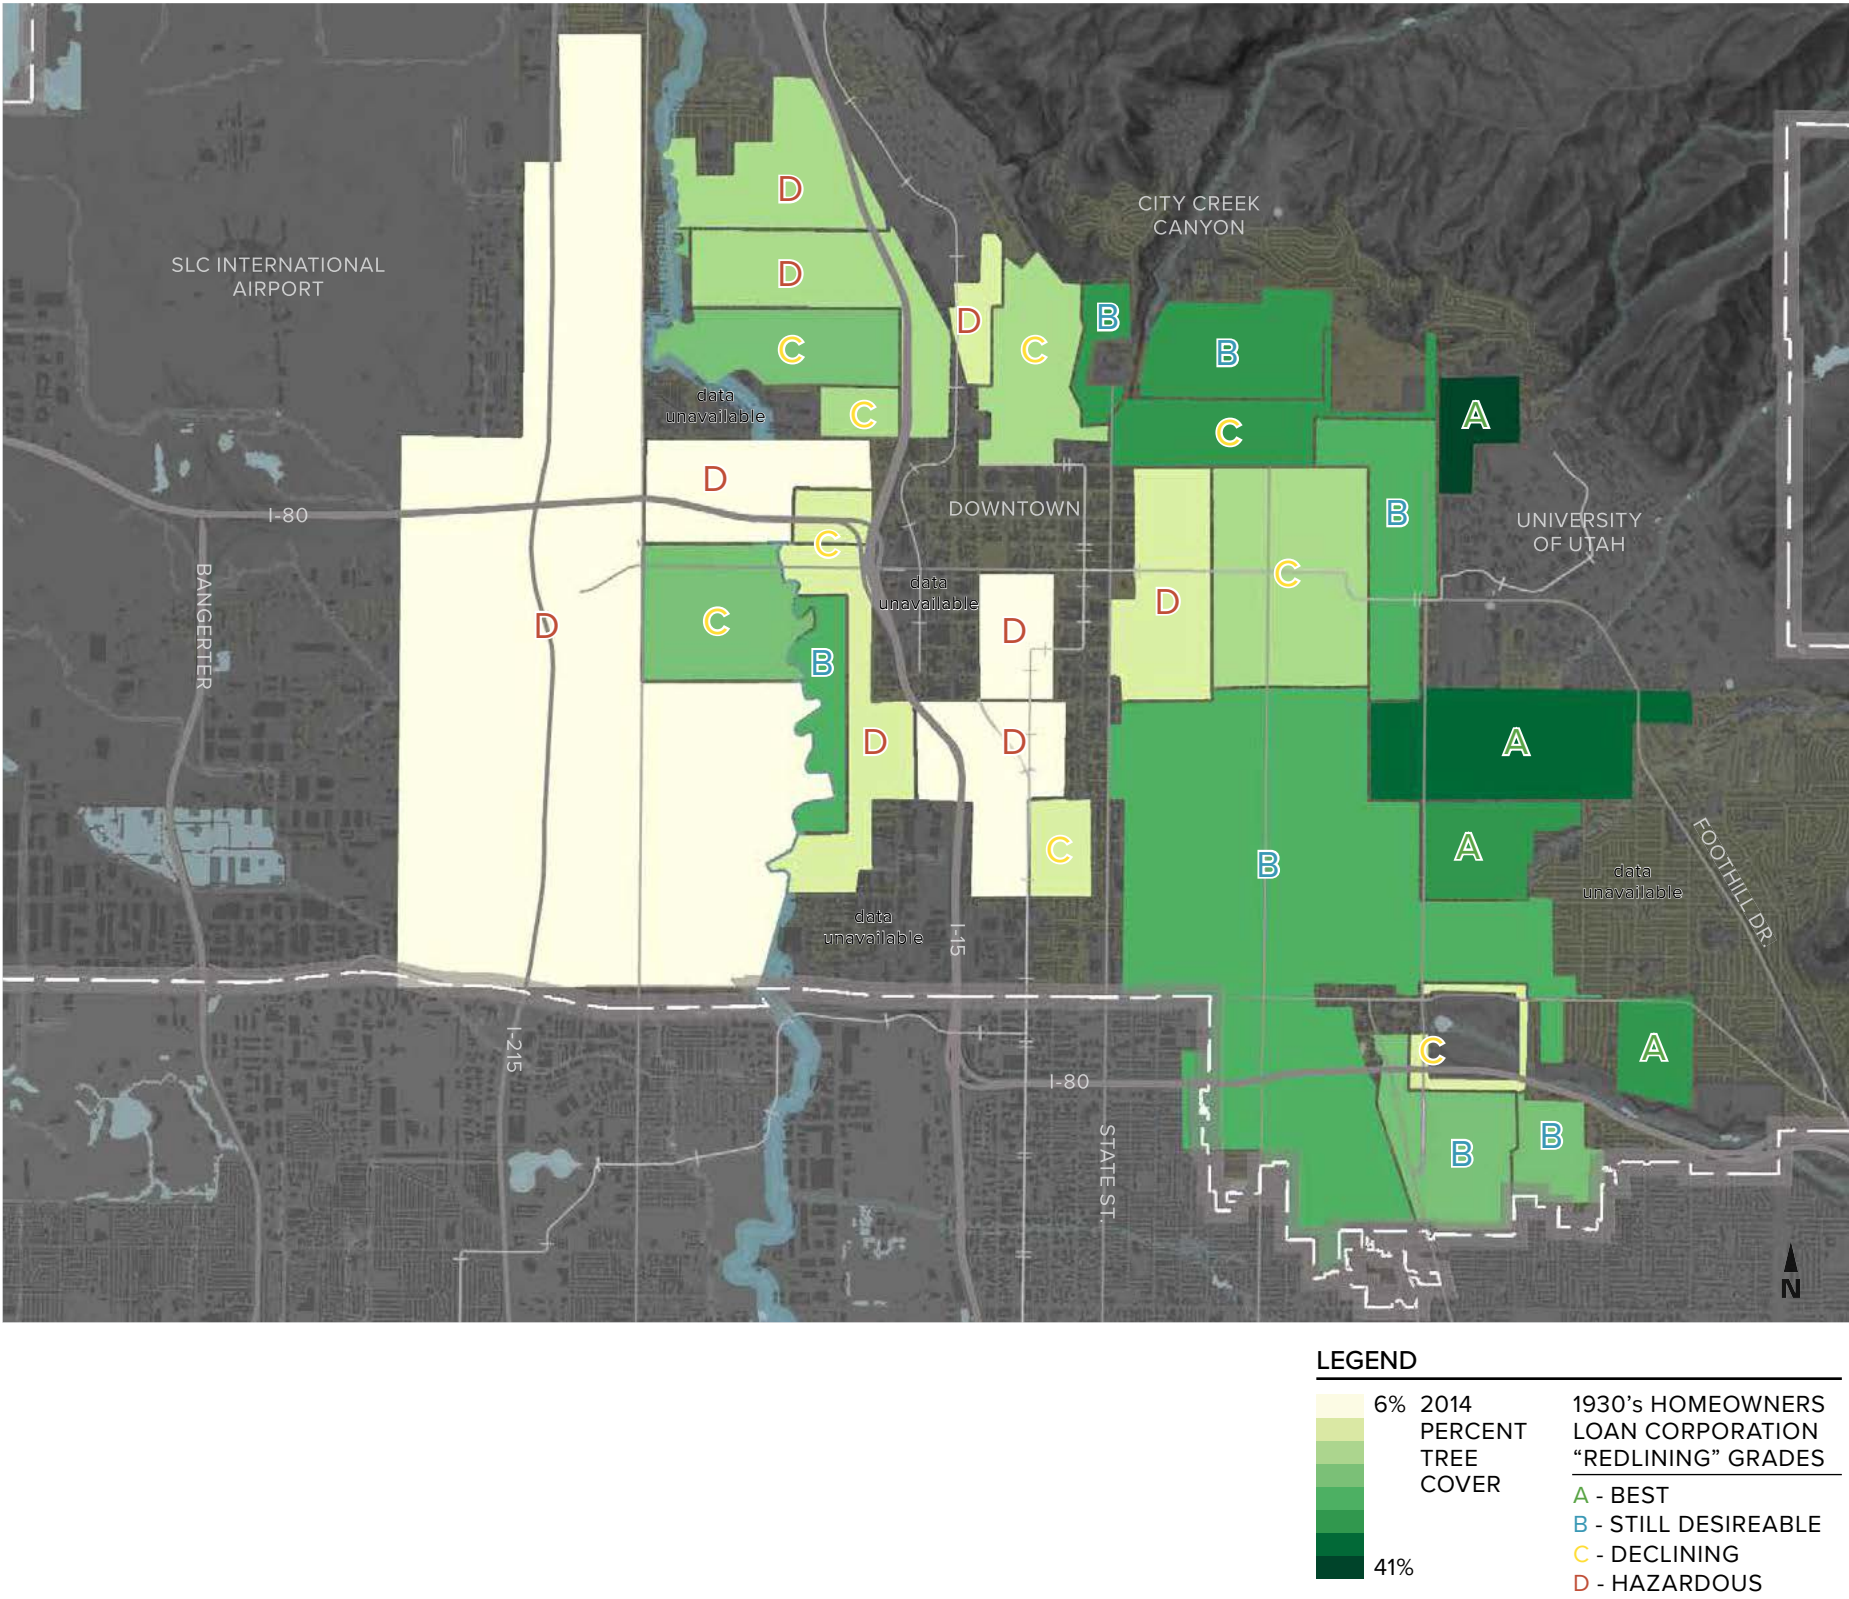 CITY CREEK
CANYON
SLC INTERNATIONAL
AIRPORT
D
D
D
C
B
C
B
data
unavailable
C
C
A
D
DOWNTOWN
B
UNIVERSITY
OF UTAH
I-80
C
BANGERTER
data
unavailable
C
D
D
C
D
B
D
D
A
B
C
A
FOOTHILL DR.
data
unavailable
data
unavailable
I-15
I-215
C
A
I-80
STATE ST.
B
B
N
LEGEND
6%
41%
2014
PERCENT
TREE
COVER
1930's HOMEOWNERS
LOAN CORPORATION
“REDLINING” GRADES
A - BEST
B - STILL DESIREABLE
C - DECLINING
D - HAZARDOUS